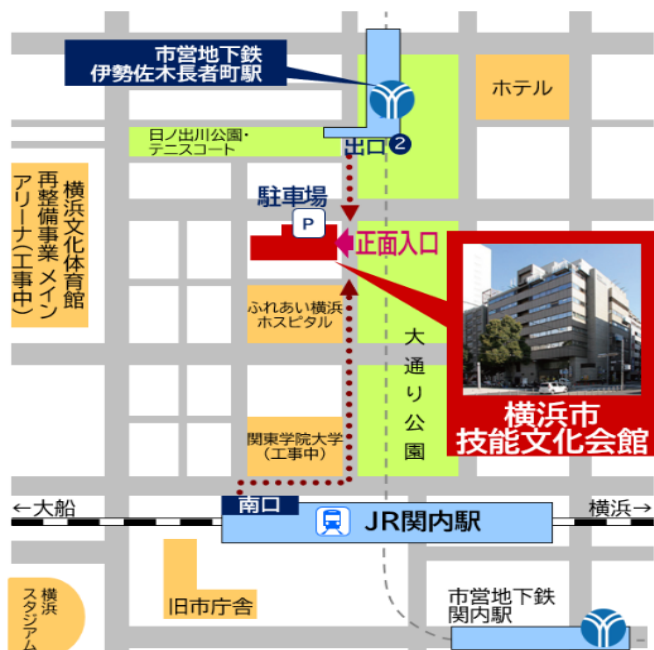 市営地下鉄
伊勢佐木長者町駅
ホテル
日ノ出川公園・
テニスコート
出口2
駐車場
P
正面入口
横浜文化体育館
再整備事業 メイン
アリーナ(工事中)
ふれあい横浜
ホスピタル
大通り公園
横浜市
技能文化会館
関東学院大学
(工事中)
←大船
南口
JR関内駅
横浜→
旧市庁舎
横浜
スタジアム
市営地下鉄
関内駅